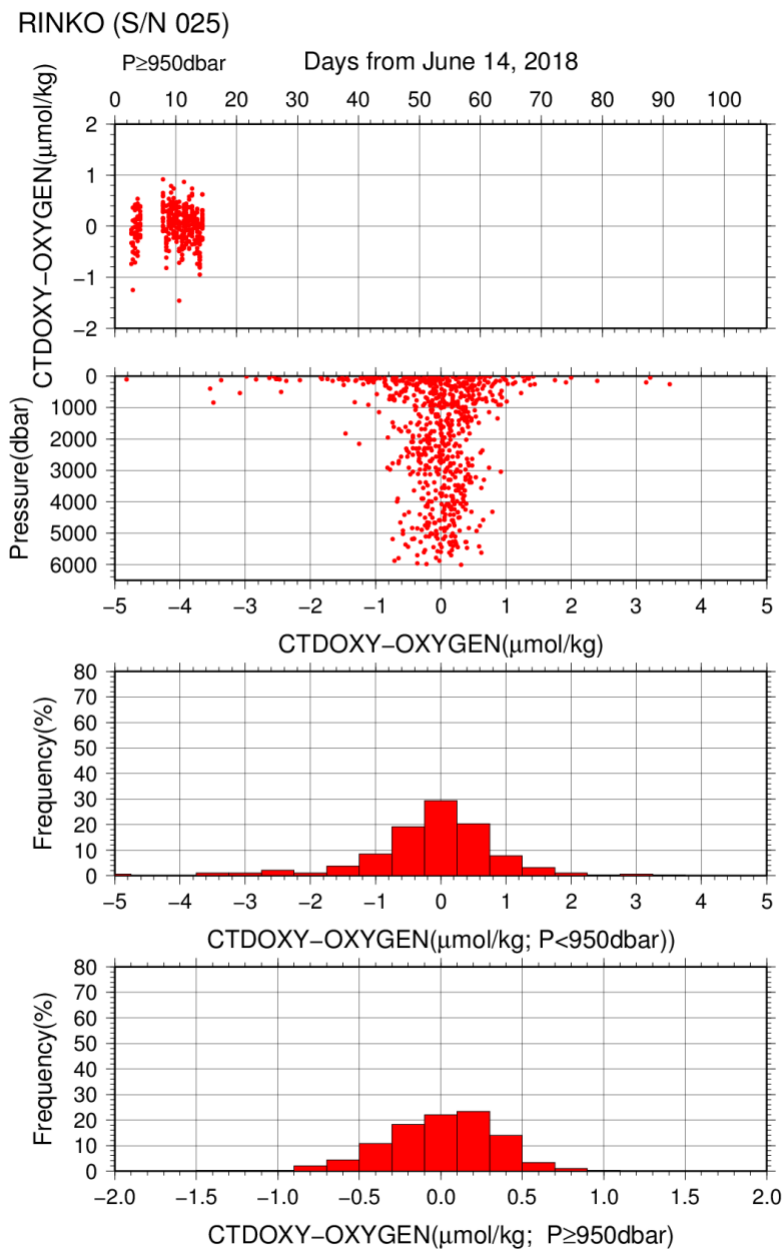 RINKO (S/N 025)
P≥950dbar Days from June 14, 2018
0 10 20 30 40 50 60 70 80 90 100
CTDOXY−OXYGEN(μmol/kg)
2
1
0
−1
−2
Pressure(dbar)
0
1000
2000
3000
4000
5000
6000
−5 −4 −3 −2 −1 0 1 2 3 4 5
CTDOXY−OXYGEN(μmol/kg)
Frequency(%)
80
70
60
50
40
30
20
10
0
−5 −4 −3 −2 −1 0 1 2 3 4 5
CTDOXY−OXYGEN(μmol/kg; P<950dbar))
Frequency(%)
80
70
60
50
40
30
20
10
0
−2.0 −1.5 −1.0 −0.5 0.0 0.5 1.0 1.5 2.0
CTDOXY−OXYGEN(μmol/kg; P≥950dbar)